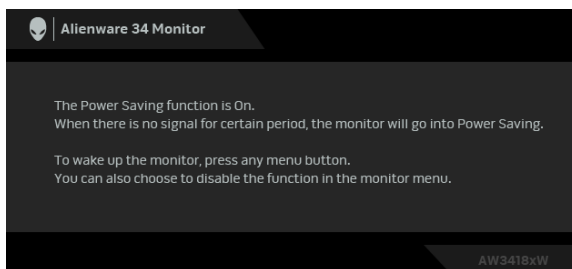 Alienware 34 Monitor
The Power Saving function is On.
When there is no signal for certain period, the monitor will go into Power Saving.
To wake up the monitor, press any menu button.
You can also choose to disable the function in the monitor menu.
AW3418xW